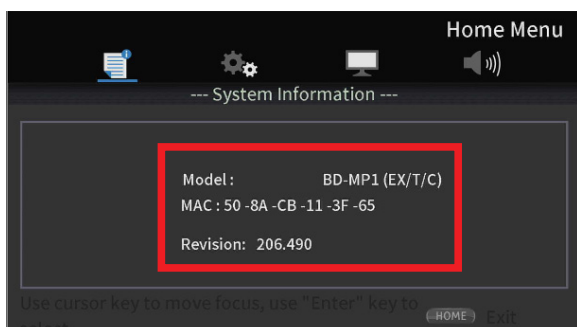 Home Menu
--- System Information ---
Model : BD-MP1 (EX/T/C)
MAC : 50 -8A -CB -11 -3F -65
Revision: 206.490
Use cursor key to move focus, use "Enter" key to
HOME Exit
select